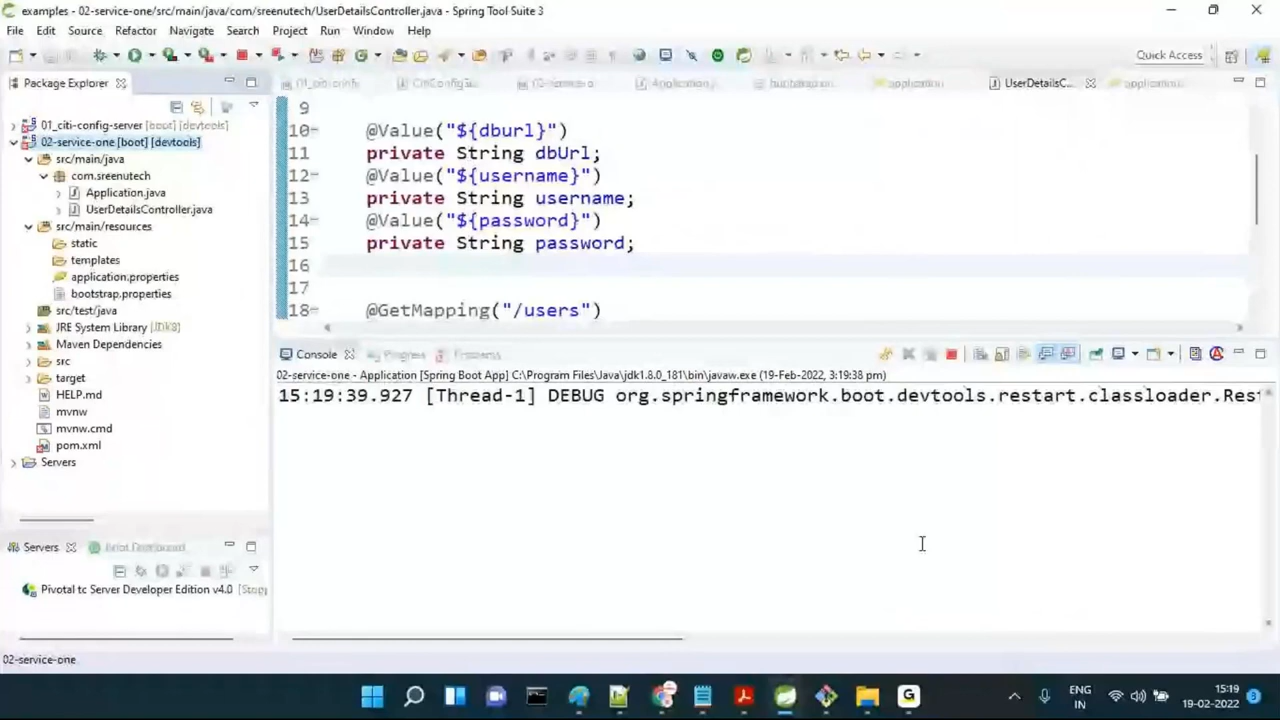 examples - 02-service-one/src/main/java/com/sreenutech/UserDetailsController.java - Spring Tool Suite 3
File Edit Source Refactor Navigate Search Project Run Window Help
Quick Access
Package Explorer
UserDetailsC...
01_citi-config-server [boot] [devtools]
02-service-one [boot] [devtools]
src/main/java
com.sreenutech
Application.java
UserDetailsController.java
src/main/resources
static
templates
application.properties
bootstrap.properties
src/test/java
JRE System Library [JDK8]
Maven Dependencies
src
target
HELP.md
mvnw
mvnw.cmd
pom.xml
Servers
9
10 @Value("${dburl}")
11 private String dbUrl;
12 @Value("${username}")
13 private String username;
14 @Value("${password}")
15 private String password;
16
17
18 @GetMapping("/users")
Console Progress Problems
02-service-one - Application [Spring Boot App] C:\Program Files\Java\jdk1.8.0_181\bin\javaw.exe (19-Feb-2022, 3:19:38 pm)
15:19:39.927 [Thread-1] DEBUG org.springframework.boot.devtools.restart.classloader.Rest
Servers Boot Dashboard
Pivotal tc Server Developer Edition v4.0 [Stop
02-service-one
ENG
IN
15:19
19-02-2022
3